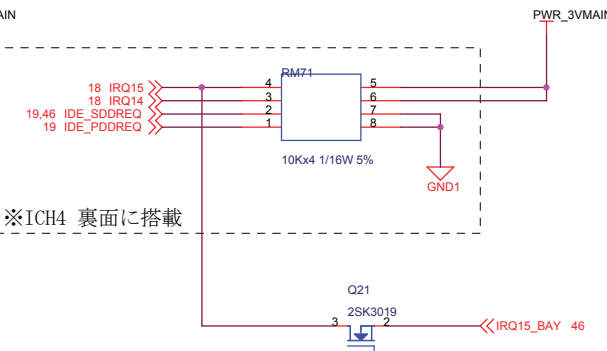 AIN
PWR_3VMAIN
RM71
18 IRQ15 4 5
18 IRQ14 3 6
19,46 IDE_SDDREQ 2 7
19 IDE_PDDREQ 1 8
10Kx4 1/16W 5%
GND1
※ICH4 裏面に搭載
Q21
2SK3019
3 2 IRQ15_BAY 46